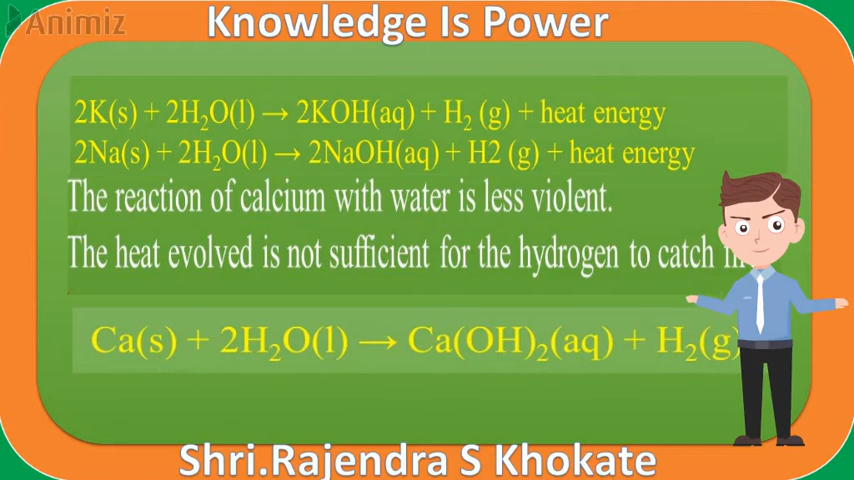 Animiz
Knowledge Is Power
2K(s) + 2H₂O(l) → 2KOH(aq) + H₂ (g) + heat energy
2Na(s) + 2H₂O(l) → 2NaOH(aq) + H2 (g) + heat energy
The reaction of calcium with water is less violent.
The heat evolved is not sufficient for the hydrogen to catch
Ca(s) + 2H₂O(l) → Ca(OH)₂(aq) + H₂(g)
Shri.Rajendra S Khokate